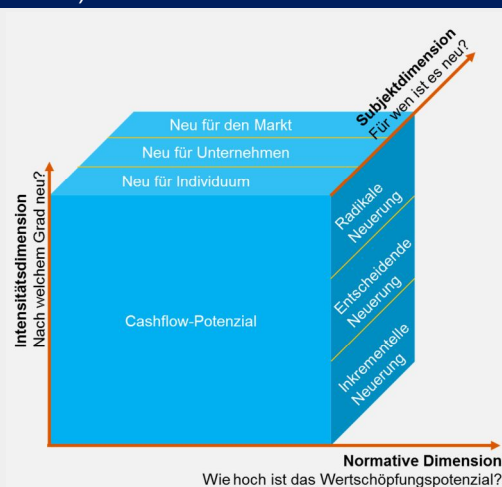 Subjektdimension
Für wen ist es neu?
Neu für den Markt
Neu für Unternehmen
Neu für Individuum
Intensitätsdimension
Nach welchem Grad neu?
Radikale
Neuerung
Entscheidende
Neuerung
Inkrementelle
Neuerung
Cashflow-Potenzial
Normative Dimension
Wie hoch ist das Wertschöpfungspotenzial?